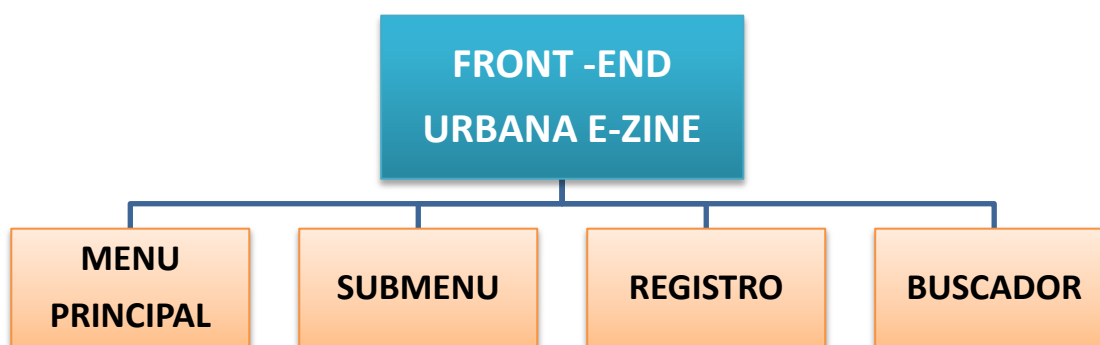 FRONT -END
URBANA E-ZINE
MENU
PRINCIPAL
SUBMENU
REGISTRO
BUSCADOR